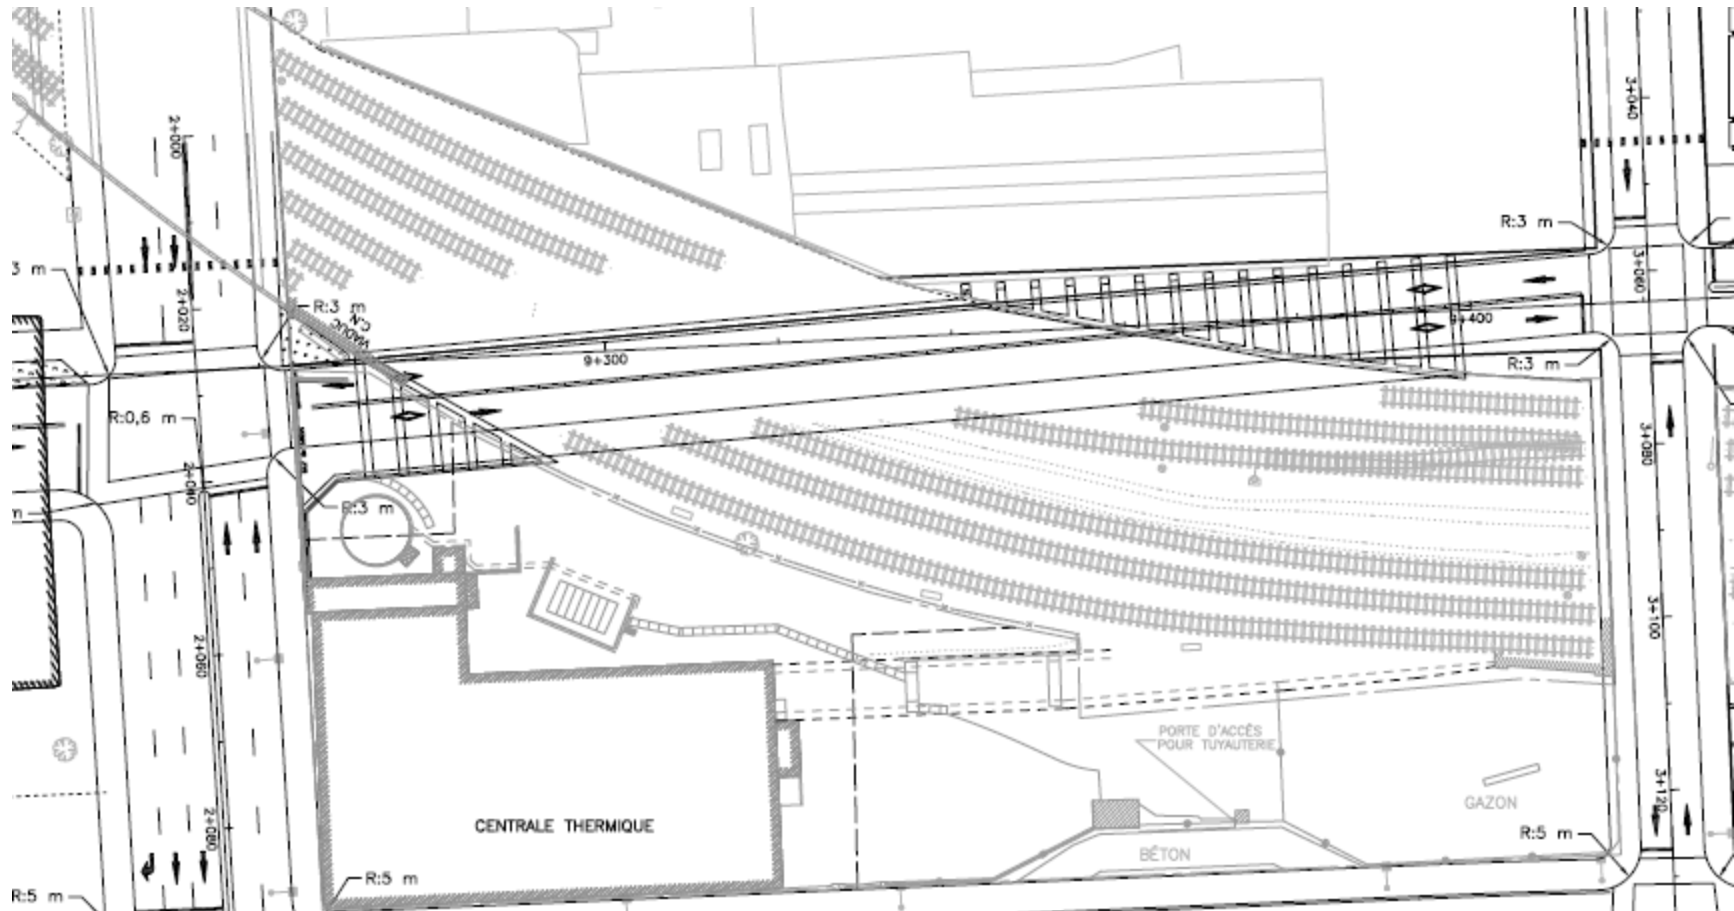 2+000
3+040
R:3 m
3 m
3+060
2+020
R:3 m
VIADUC
C.N.
9+400
9+300
R:3 m
R:0,6 m
3+080
2+040
R:3 m
m
3+100
2+060
PORTE D'ACCÈS
POUR TUYAUTERIE
3+120
GAZON
2+080
CENTRALE THERMIQUE
R:5 m
BÉTON
R:5 m
R:5 m